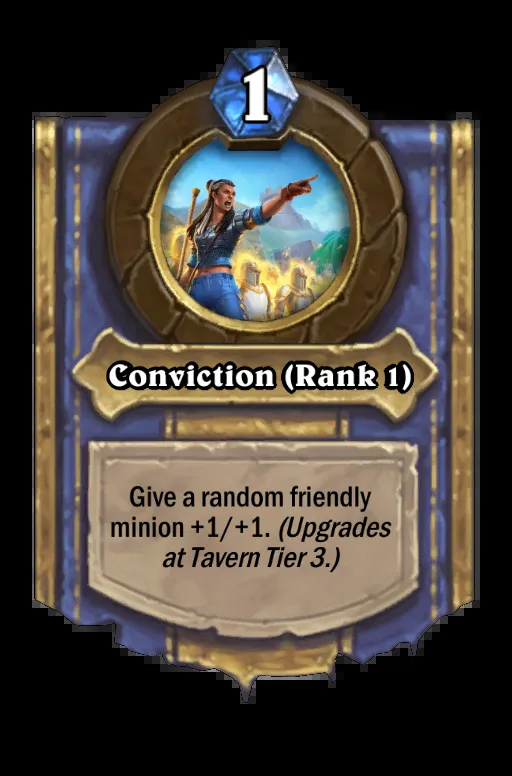 1
Conviction (Rank 1)
Give a random friendly
minion +1/+1. (Upgrades
at Tavern Tier 3.)